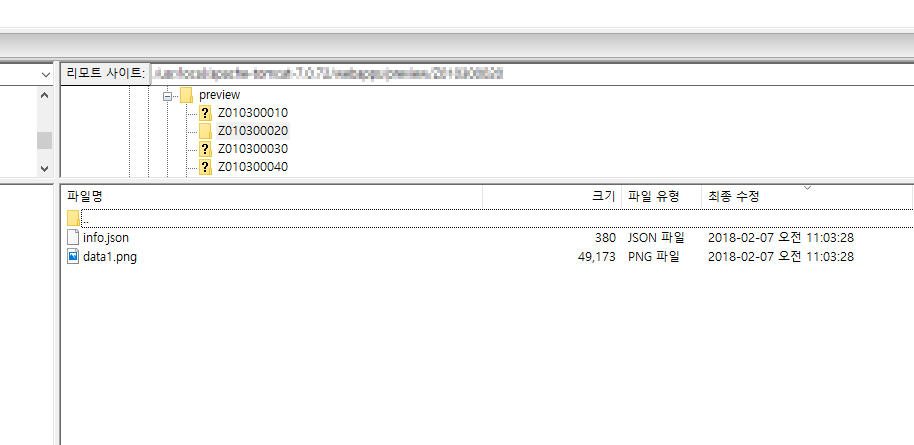 리모트 사이트:
preview
Z010300010
Z010300020
Z010300030
Z010300040
파일명 크기 파일 유형 최종 수정
..
info.json 380 JSON 파일 2018-02-07 오전 11:03:28
data1.png 49,173 PNG 파일 2018-02-07 오전 11:03:28